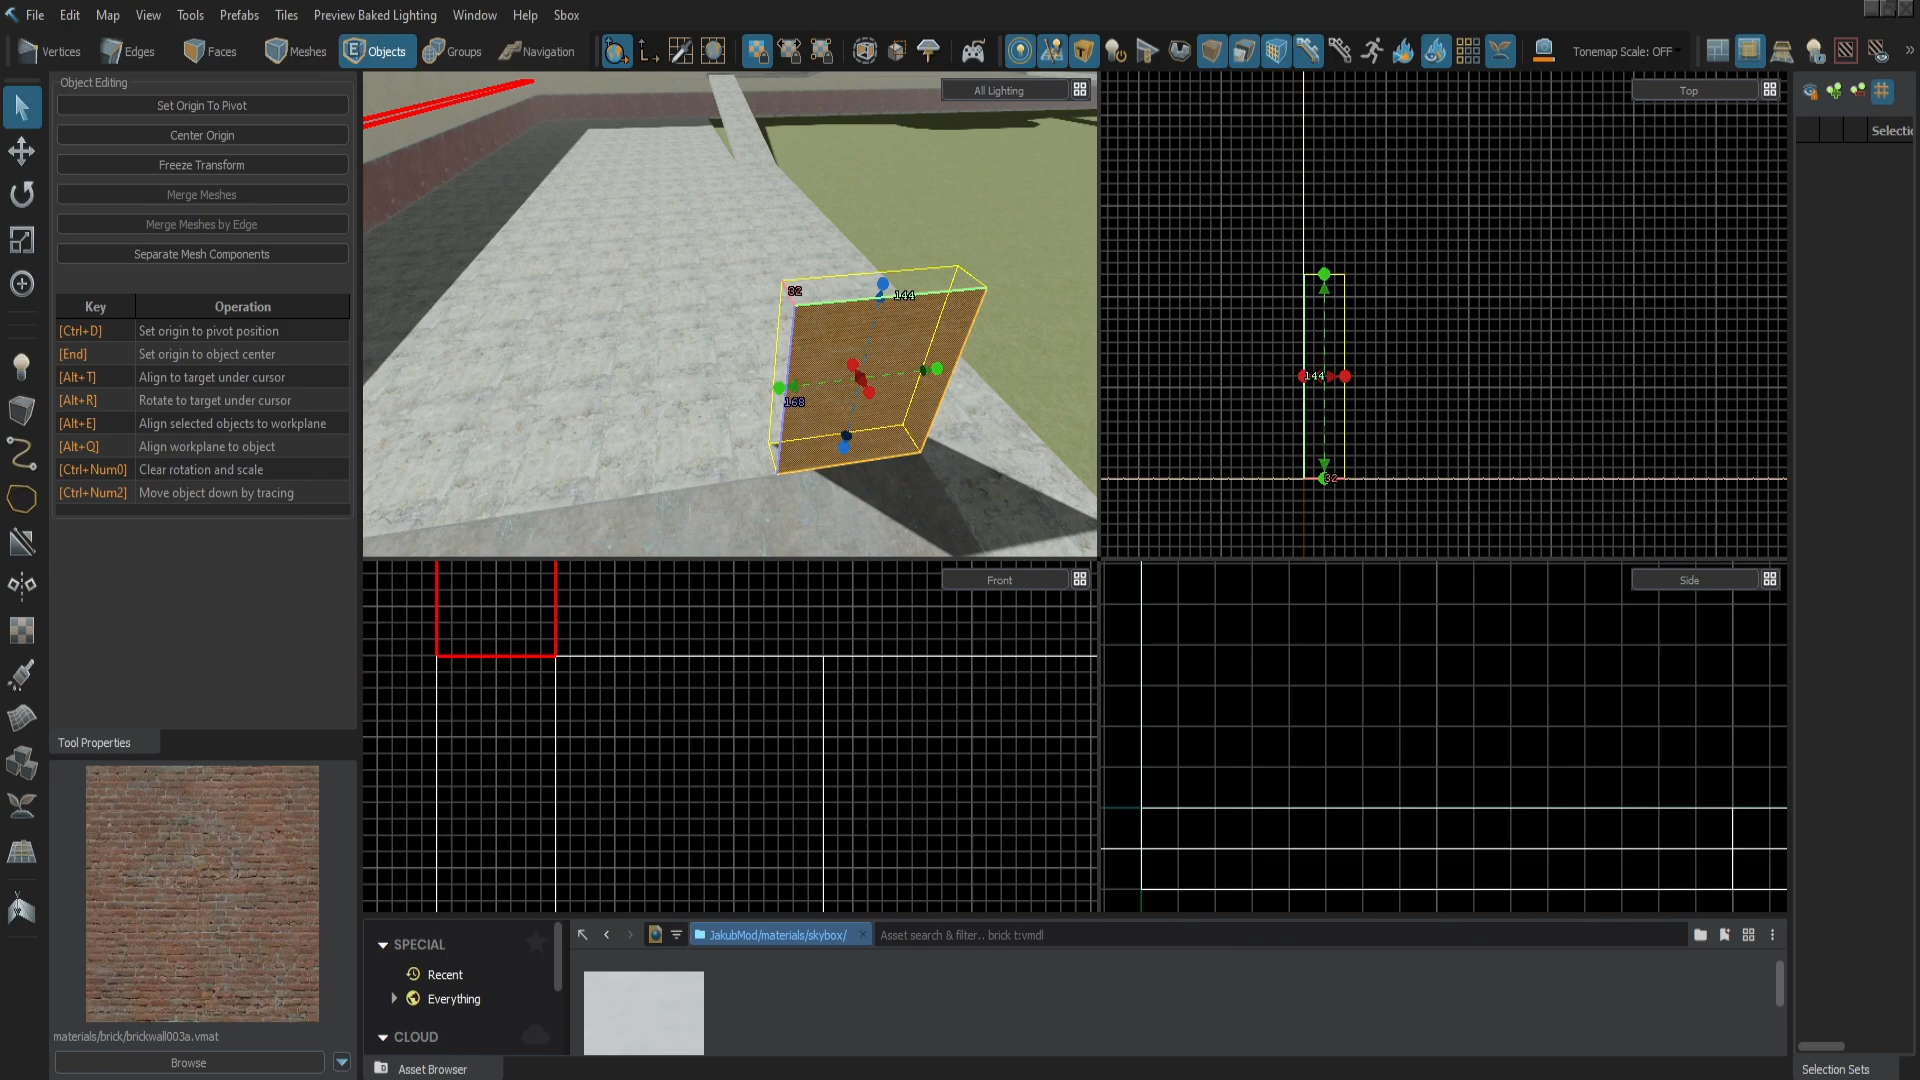 File Edit Map View Tools Prefabs Tiles Preview Baked Lighting Window Help Sbox
Vertices Edges Faces Meshes Objects Groups Navigation Tonemap Scale: OFF
Object Editing
Set Origin To Pivot
Center Origin
Freeze Transform
Merge Meshes
Merge Meshes by Edge
Separate Mesh Components
Key Operation
[Ctrl+D] Set origin to pivot position
[End] Set origin to object center
[Alt+T] Align to target under cursor
[Alt+R] Rotate to target under cursor
[Alt+E] Align selected objects to workplane
[Alt+Q] Align workplane to object
[Ctrl+Num0] Clear rotation and scale
[Ctrl+Num2] Move object down by tracing
Tool Properties
materials/brick/brickwall003a.vmat
Browse
All Lighting
32
144
168
Top
144
32
Front
Side
SPECIAL
Recent
Everything
CLOUD
Asset Browser
JakubMod/materials/skybox/
Asset search & filter.. brick t:vmdl
Selecti
Selection Sets